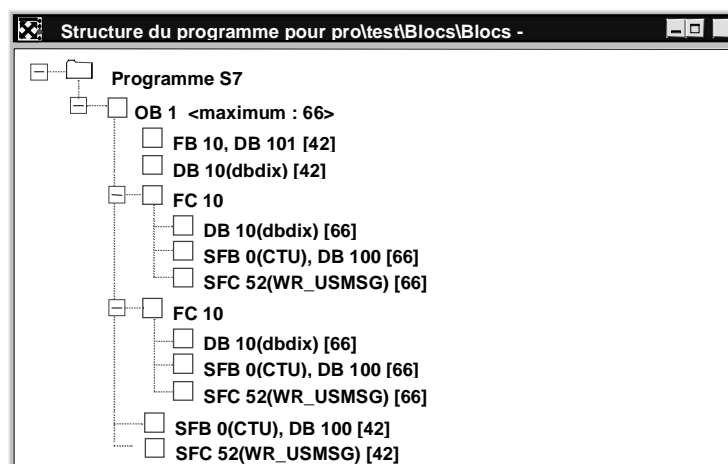 Structure du programme pour pro\test\Blocs\Blocs -
Programme S7
OB 1 <maximum : 66>
FB 10, DB 101 [42]
DB 10(dbdix) [42]
FC 10
DB 10(dbdix) [66]
SFB 0(CTU), DB 100 [66]
SFC 52(WR_USMSG) [66]
FC 10
DB 10(dbdix) [66]
SFB 0(CTU), DB 100 [66]
SFC 52(WR_USMSG) [66]
SFB 0(CTU), DB 100 [42]
SFC 52(WR_USMSG) [42]